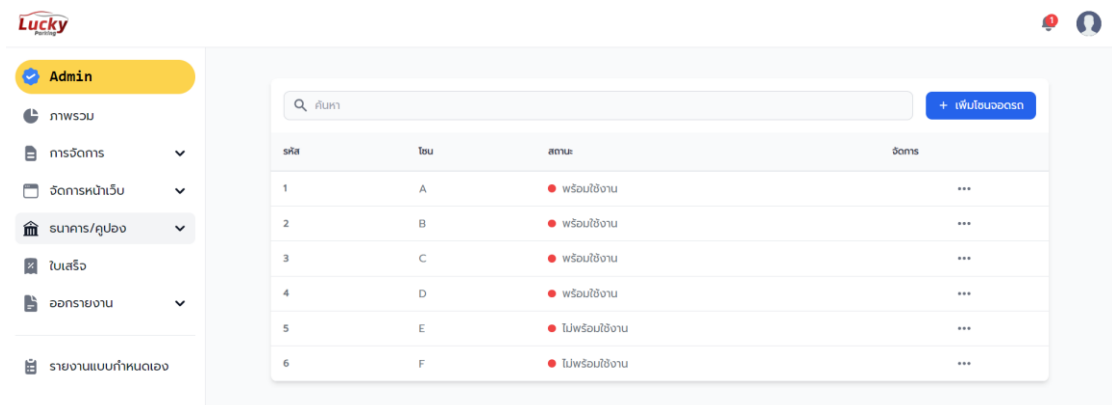 Lucky
Parking
1
Admin
ภาพรวม
การจัดการ
จัดการหน้าเว็บ
ธนาคาร/คูปอง
ใบเสร็จ
ออกรายงาน
รายงานแบบกำหนดเอง
ค้นหา
+ เพิ่มโซนจอดรถ
รหัส โซน สถานะ จัดการ
1 A พร้อมใช้งาน •••
2 B พร้อมใช้งาน •••
3 C พร้อมใช้งาน •••
4 D พร้อมใช้งาน •••
5 E ไม่พร้อมใช้งาน •••
6 F ไม่พร้อมใช้งาน •••